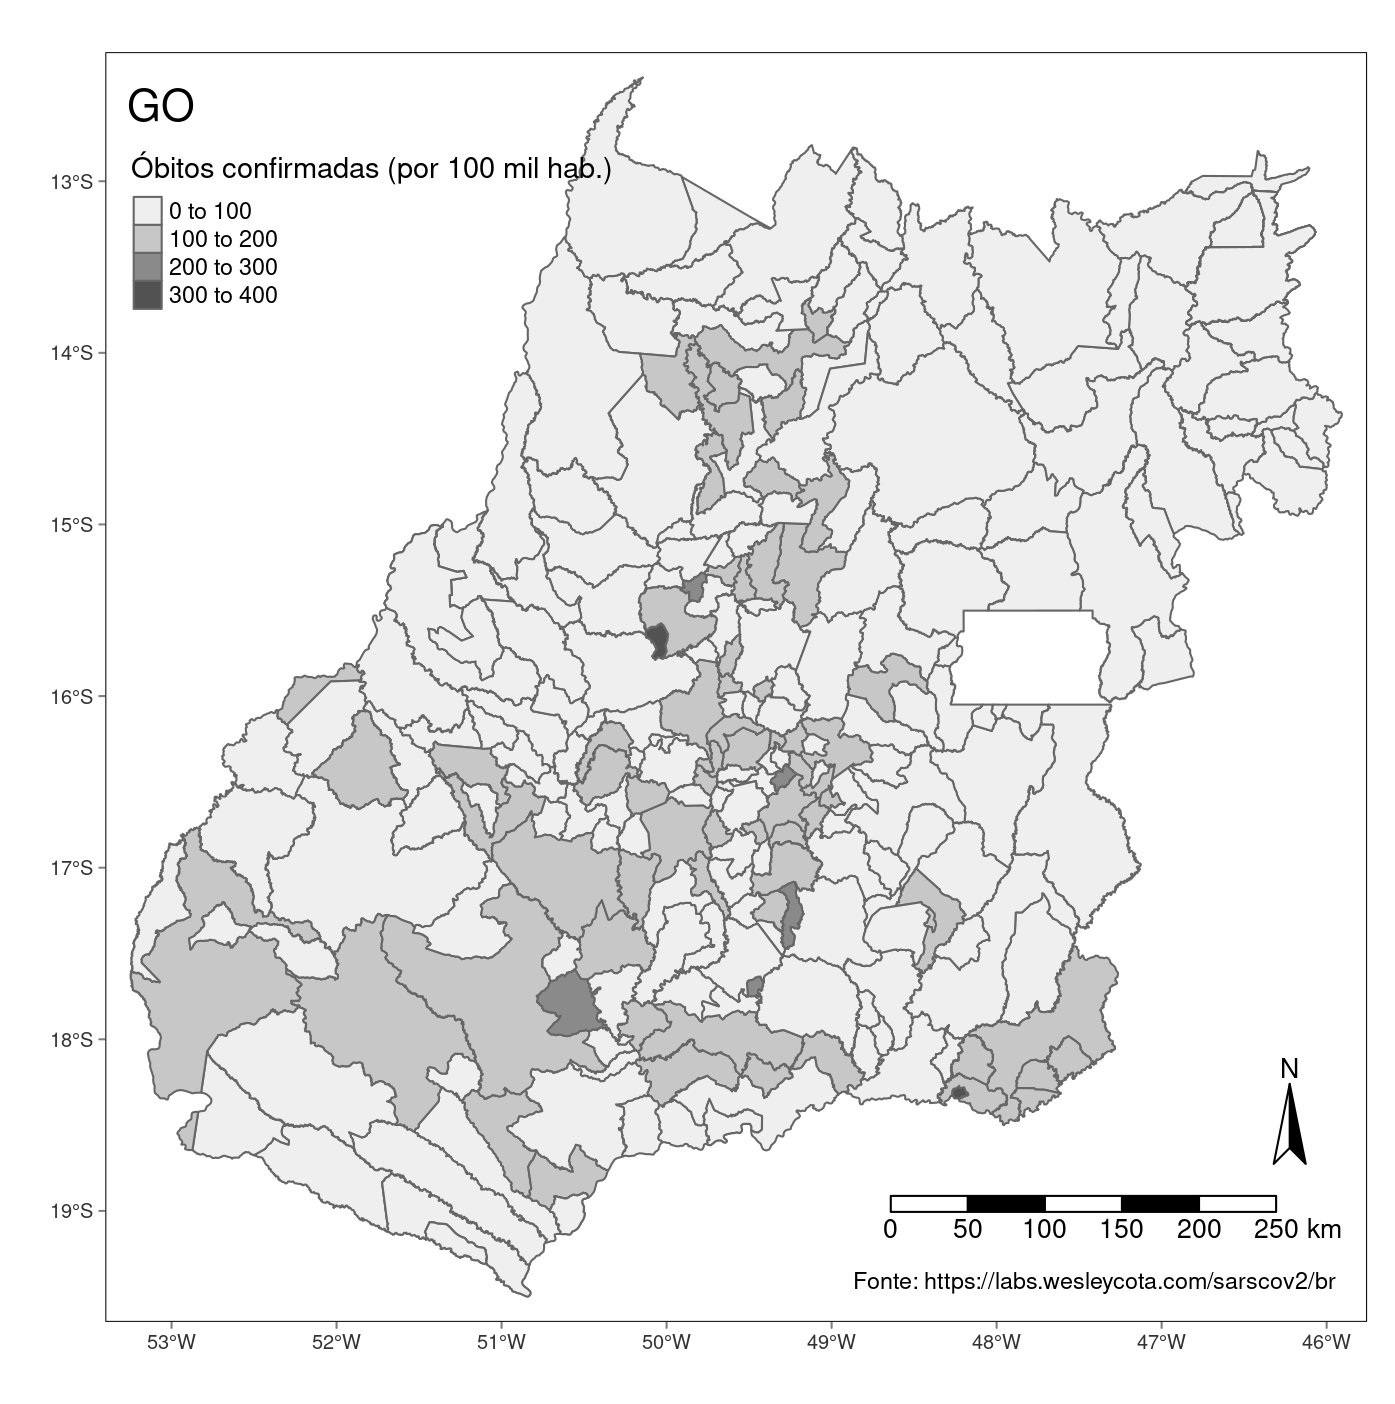 GO
Óbitos confirmadas (por 100 mil hab.)
0 to 100
100 to 200
200 to 300
300 to 400
13°S
14°S
15°S
16°S
17°S
18°S
19°S
N
0 50 100 150 200 250 km
Fonte: https://labs.wesleycota.com/sarscov2/br
53°W 52°W 51°W 50°W 49°W 48°W 47°W 46°W